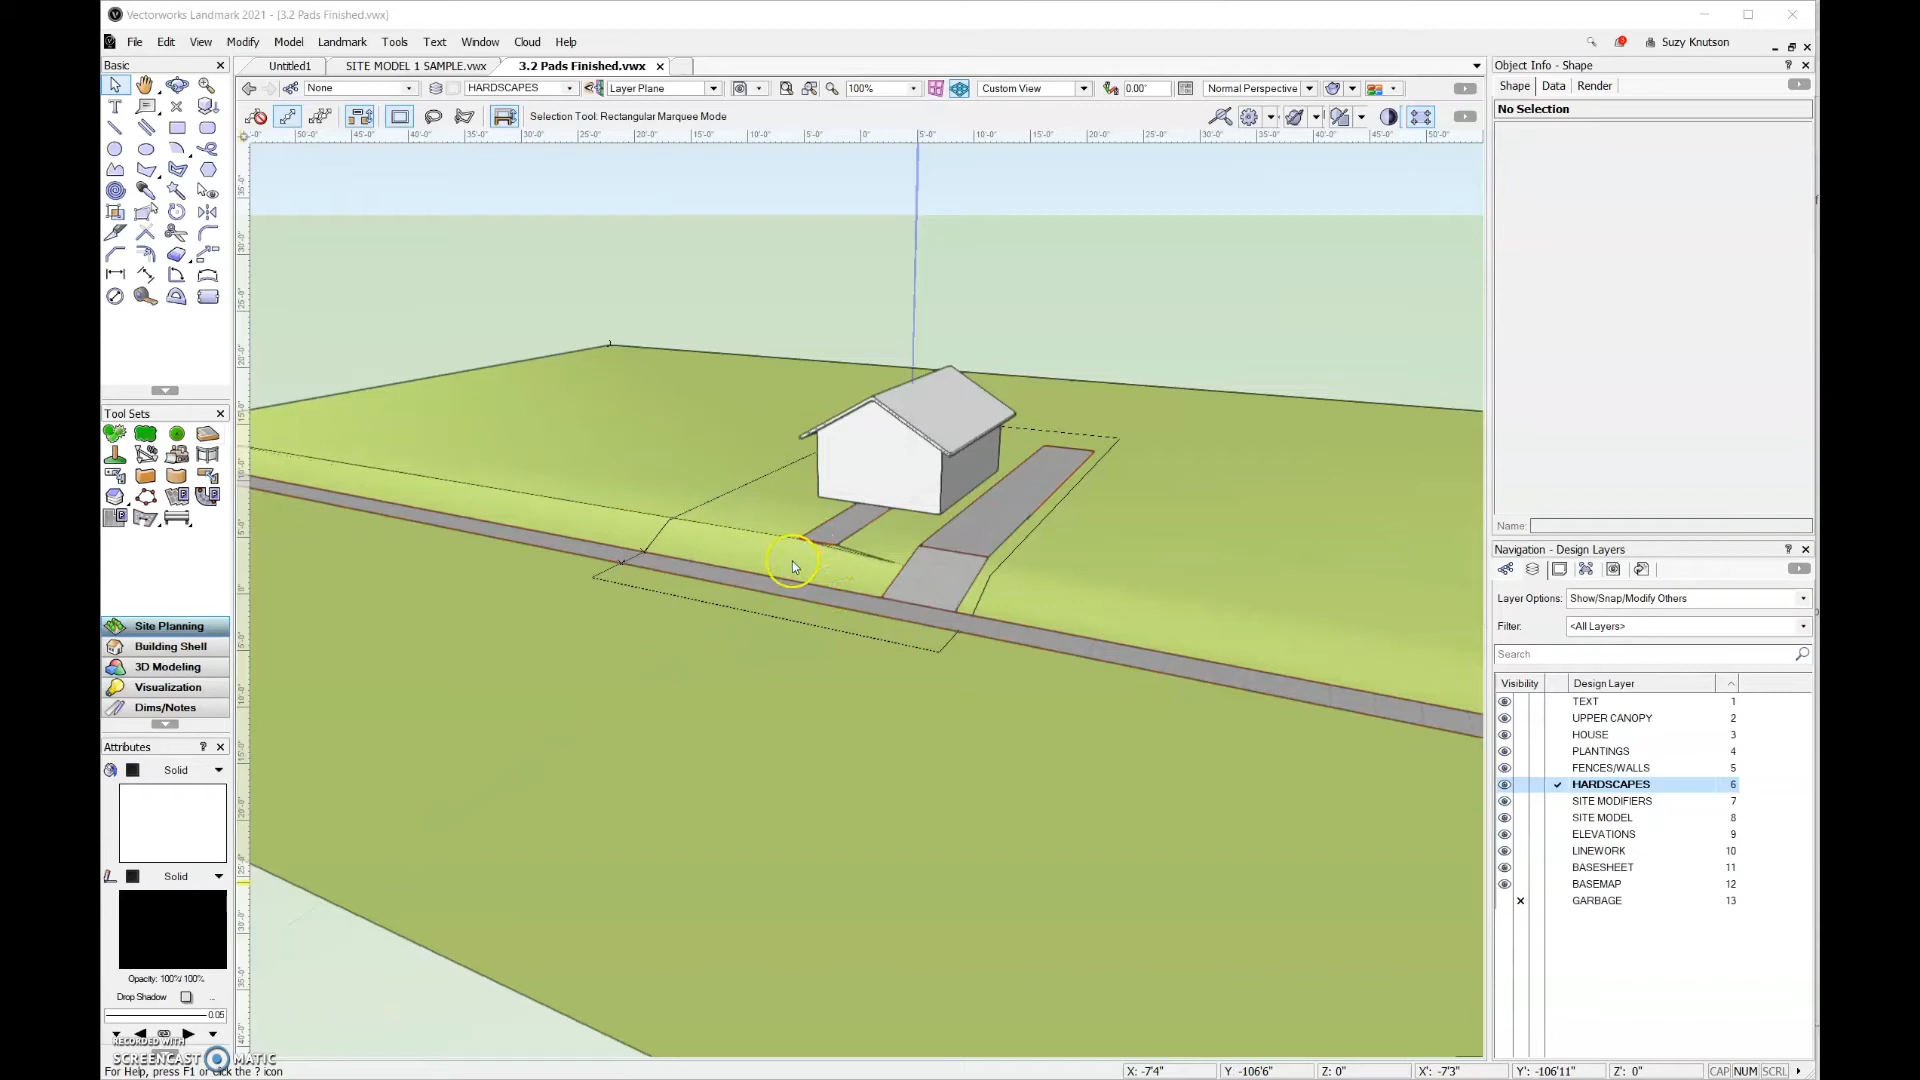 Vectorworks Landmark 2021 - [3.2 Pads Finished.vwx]
File Edit View Modify Model Landmark Tools Text Window Cloud Help
Suzy Knutson
Basic
Untitled1 SITE MODEL 1 SAMPLE.vwx 3.2 Pads Finished.vwx
None HARDSCAPES Layer Plane 100% Custom View 0.00° Normal Perspective
Selection Tool: Rectangular Marquee Mode
Object Info - Shape
Shape Data Render
No Selection
Name:
Tool Sets
Site Planning
Building Shell
3D Modeling
Visualization
Dims/Notes
Attributes
Solid
Solid
Opacity: 100%/100%
Drop Shadow
0.05
Navigation - Design Layers
Layer Options: Show/Snap/Modify Others
Filter: <All Layers>
Search
Visibility Design Layer
TEXT 1
UPPER CANOPY 2
HOUSE 3
PLANTINGS 4
FENCES/WALLS 5
HARDSCAPES 6
SITE MODIFIERS 7
SITE MODEL 8
ELEVATIONS 9
LINEWORK 10
BASESHEET 11
BASEMAP 12
GARBAGE 13
RECORDED WITH
SCREENCAST MATIC
For Help, press F1 or click the ? icon
X: -7'4" Y: -106'6" Z: 0" X': -7'3" Y': -106'11" Z': 0" CAP NUM SCRL